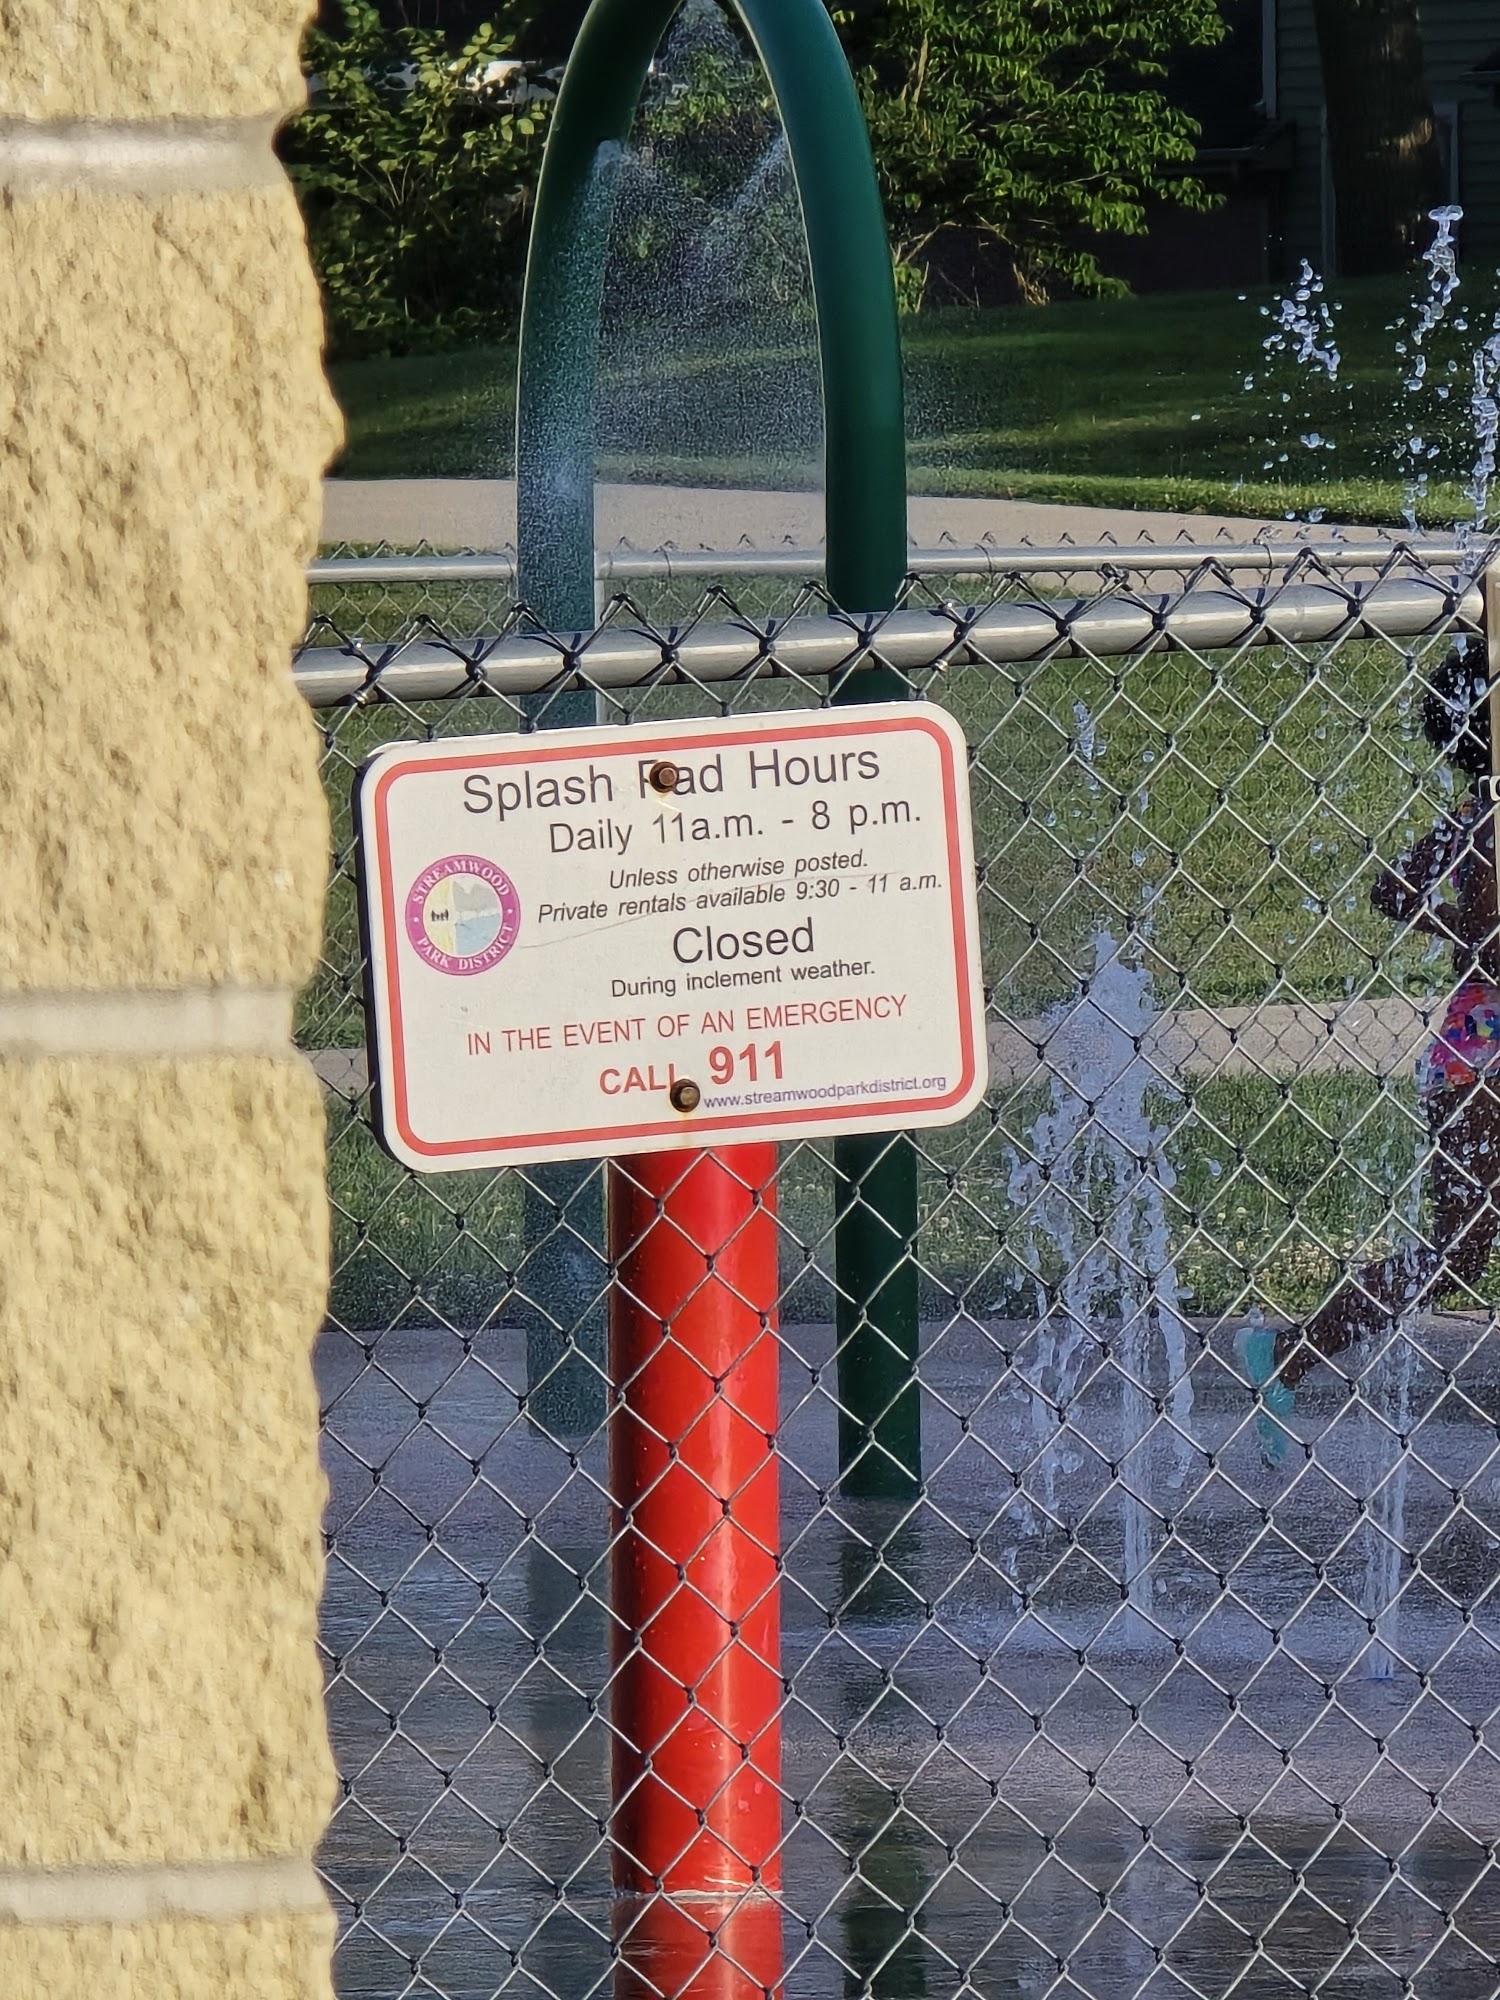 Splash Pad Hours
Daily 11a.m. - 8 p.m.
Unless otherwise posted.
Private rentals available 9:30 - 11 a.m.
STREAMWOOD
PARK DISTRICT
Closed
During inclement weather.
IN THE EVENT OF AN EMERGENCY
CALL 911
www.streamwoodparkdistrict.org